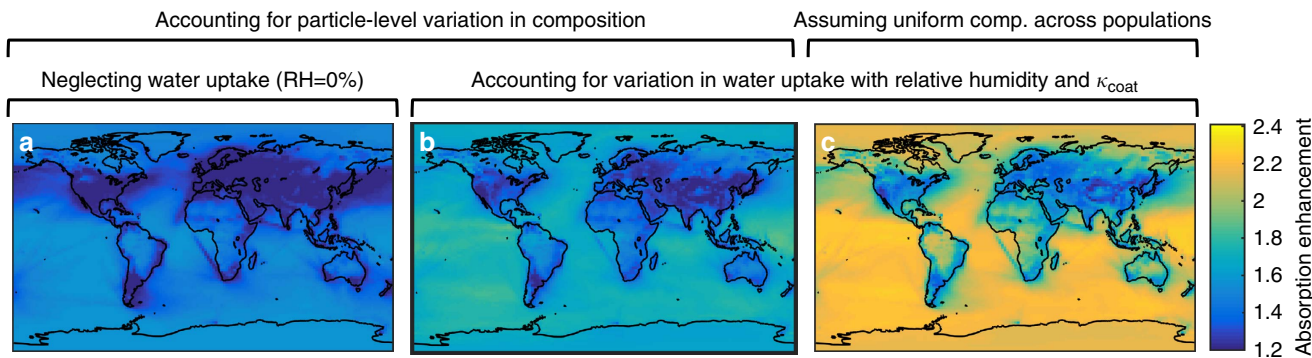 Accounting for particle-level variation in composition
Assuming uniform comp. across populations
Neglecting water uptake (RH=0%)
Accounting for variation in water uptake with relative humidity and κcoat
a
b
c
2.4
2.2
2
1.8
1.6
1.4
1.2
Absorption enhancement